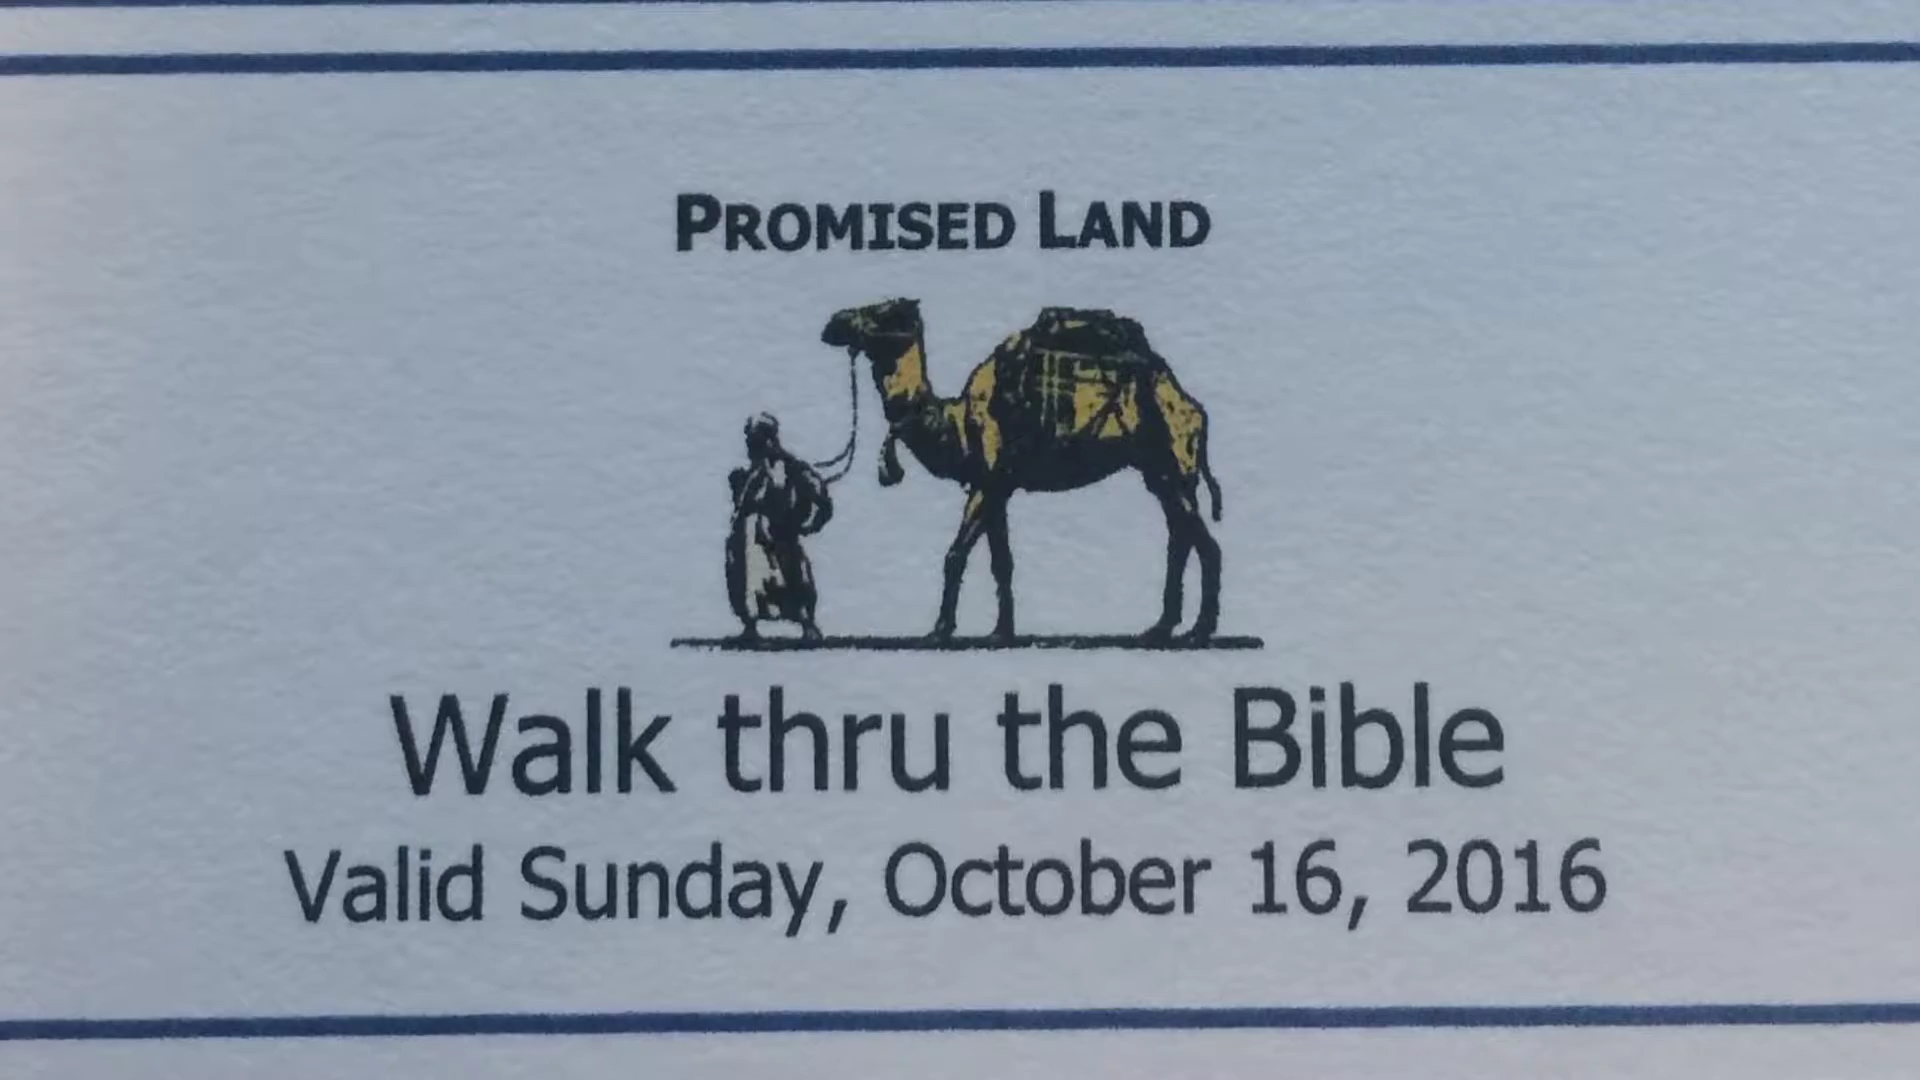 PROMISED LAND
Walk thru the Bible
Valid Sunday, October 16, 2016